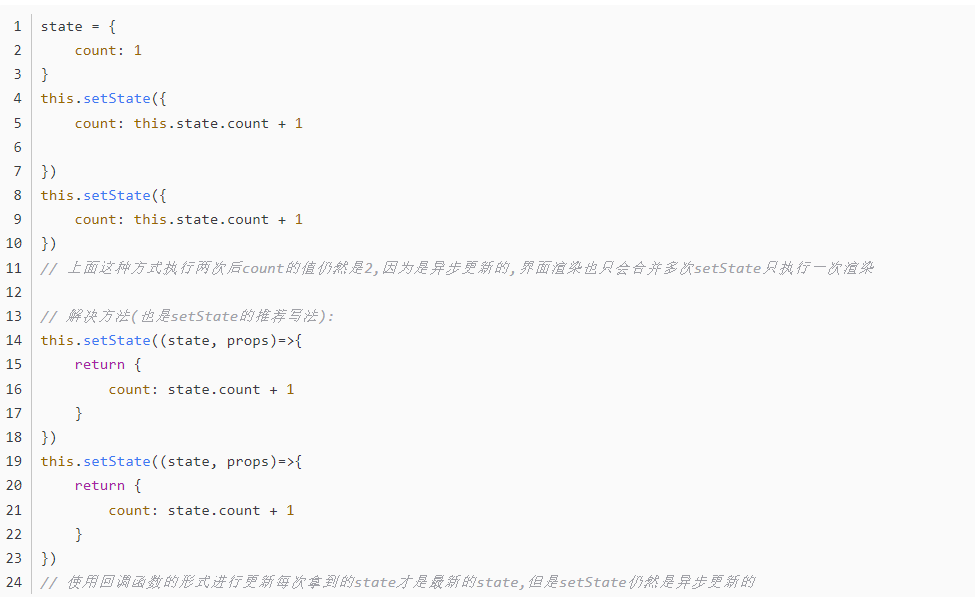 1 state = {
2     count: 1
3 }
4 this.setState({
5     count: this.state.count + 1
6
7 })
8 this.setState({
9     count: this.state.count + 1
10 })
11 // 上面这种方式执行两次后count的值仍然是2,因为是异步更新的,界面渲染也只会合并多次setState只执行一次渲染
12
13 // 解决方法(也是setState的推荐写法):
14 this.setState((state, props)=>{
15     return {
16         count: state.count + 1
17     }
18 })
19 this.setState((state, props)=>{
20     return {
21         count: state.count + 1
22     }
23 })
24 // 使用回调函数的形式进行更新每次拿到的state才是最新的state,但是setState仍然是异步更新的